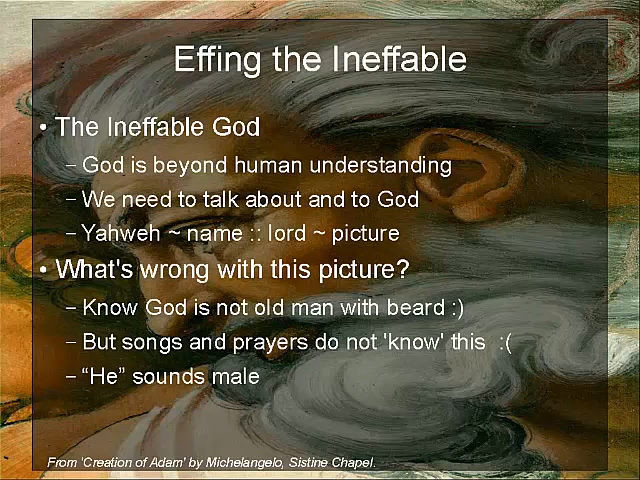 Effing the Ineffable
• The Ineffable God
– God is beyond human understanding
– We need to talk about and to God
– Yahweh ~ name :: lord ~ picture
• What's wrong with this picture?
– Know God is not old man with beard :)
– But songs and prayers do not 'know' this  :(
– “He” sounds male
From 'Creation of Adam' by Michelangelo, Sistine Chapel.